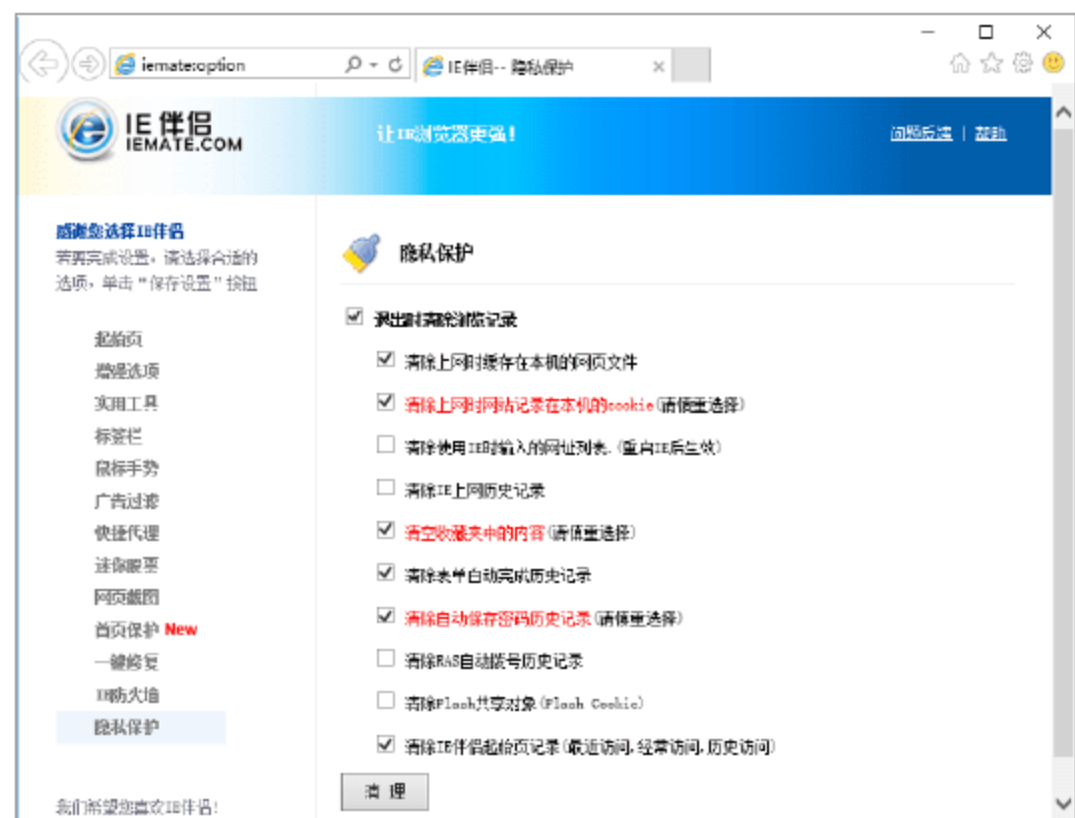 iemate:option
IE伴侣-- 隐私保护
IE 伴侣
IEMATE.COM
让IE浏览器更强!
问题反馈 | 帮助
感谢您选择IE伴侣
若要完成设置,请选择合适的
选项,单击"保存设置"按钮
起始页
增强选项
实用工具
标签栏
鼠标手势
广告过滤
快捷代理
迷你股票
网页截图
首页保护 New
一键修复
IE防火墙
隐私保护
我们希望您喜欢IE伴侣!
隐私保护
退出时清除浏览记录
清除上网时缓存在本机的网页文件
清除上网时网站记录在本机的cookie(请慎重选择)
清除使用IE时输入的网址列表.(重启IE后生效)
清除IE上网历史记录
清空收藏夹中的内容(请慎重选择)
清除表单自动完成历史记录
清除自动保存密码历史记录(请慎重选择)
清除RAS自动拨号历史记录
清除Flash共享对象(Flash Cookie)
清除IE伴侣起始页记录(最近访问,经常访问,历史访问)
清 理